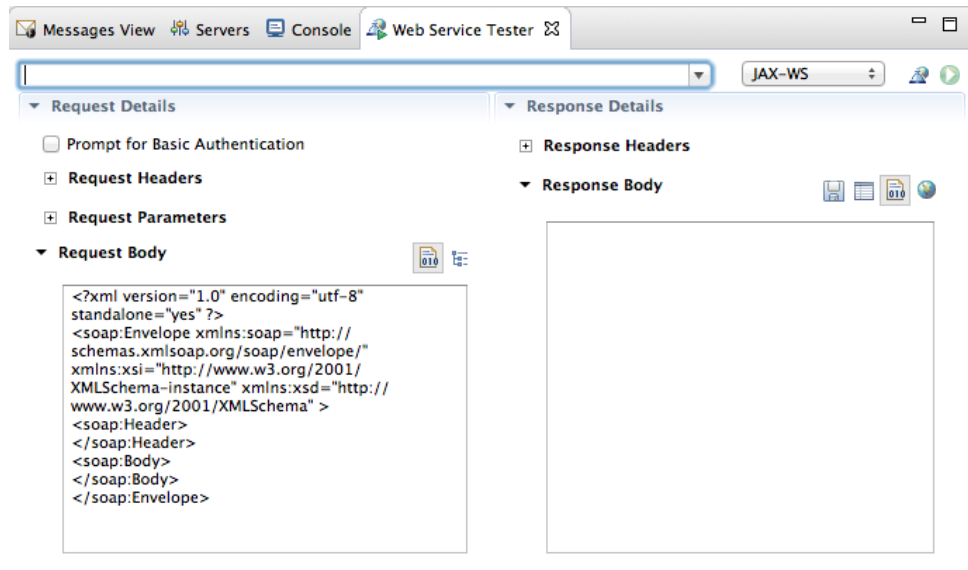 Messages View Servers Console Web Service Tester
JAX-WS
Request Details
Response Details
Prompt for Basic Authentication
Response Headers
Request Headers
Response Body
010
Request Parameters
Request Body
010
<?xml version="1.0" encoding="utf-8"
standalone="yes" ?>
<soap:Envelope xmlns:soap="http://
schemas.xmlsoap.org/soap/envelope/"
xmlns:xsi="http://www.w3.org/2001/
XMLSchema-instance" xmlns:xsd="http://
www.w3.org/2001/XMLSchema" >
<soap:Header>
</soap:Header>
<soap:Body>
</soap:Body>
</soap:Envelope>